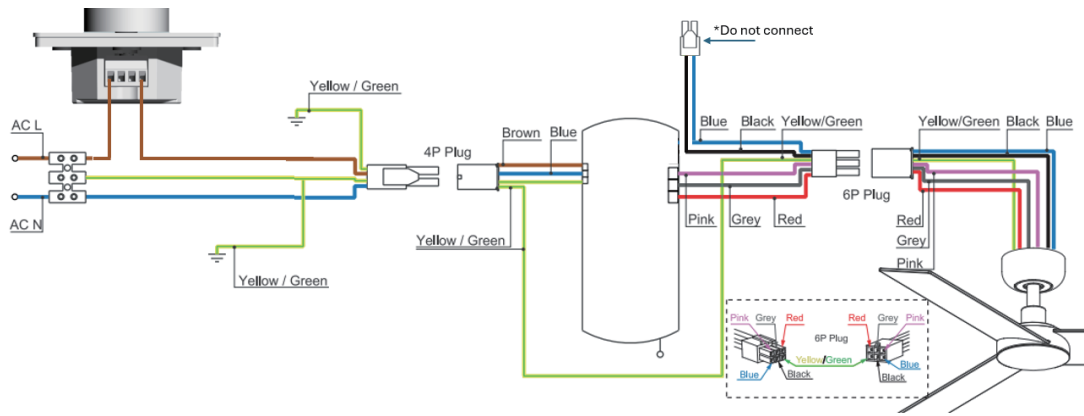 *Do not connect
Yellow / Green
AC L
4P Plug
Brown
Blue
Blue
Black
Yellow/Green
Yellow/Green
Black
Blue
6P Plug
AC N
Pink
Grey
Red
Red
Grey
Pink
Yellow / Green
Yellow / Green
Pink
Grey
Red
Red
Grey
Pink
6P Plug
Yellow/Green
Blue
Black
Blue
Black